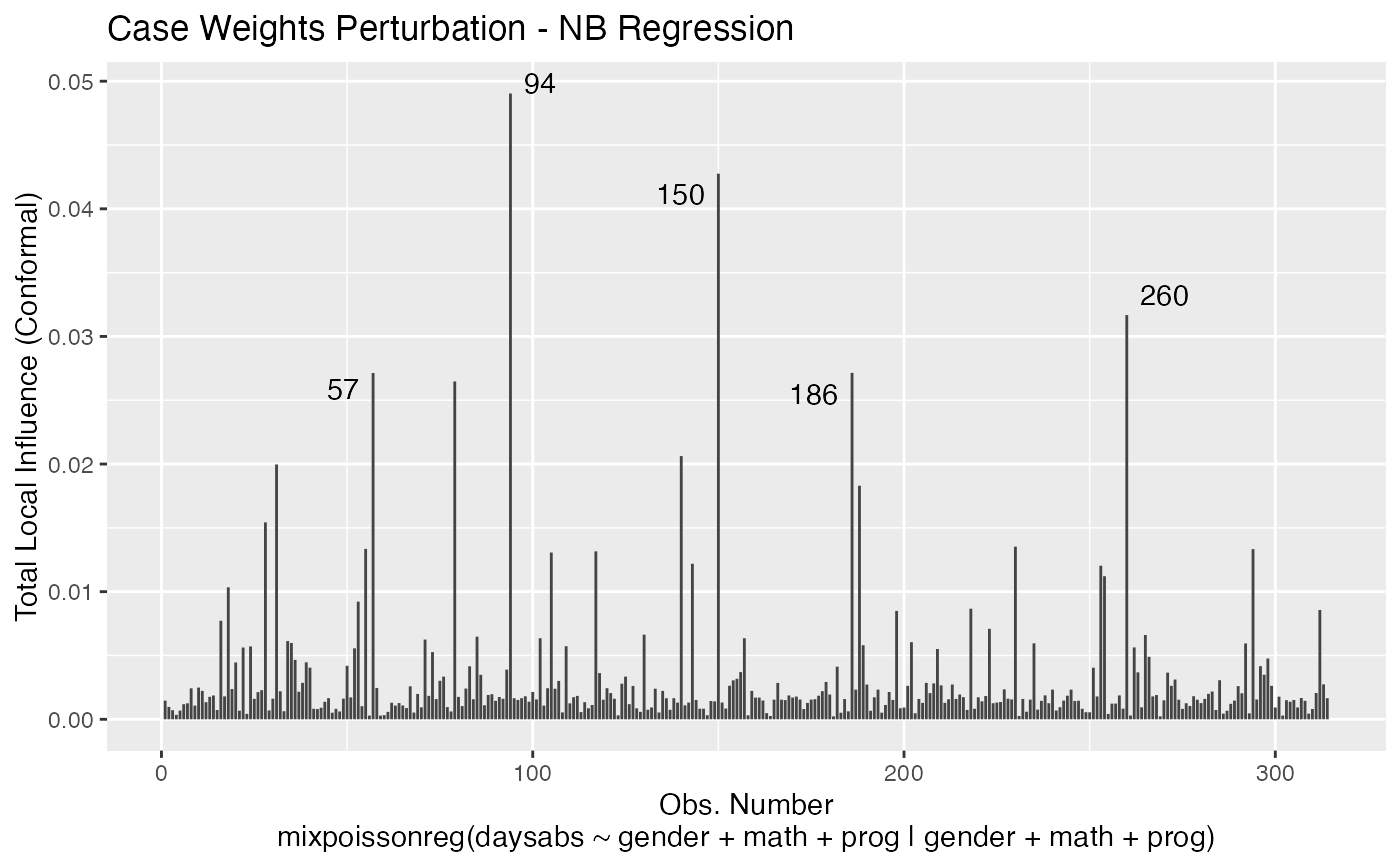 Case Weights Perturbation - NB Regression
Total Local Influence (Conformal)
0.05
0.04
0.03
0.02
0.01
0.00
94
150
260
57
186
0 100 200 300
Obs. Number
mixpoissonreg(daysabs ~ gender + math + prog | gender + math + prog)